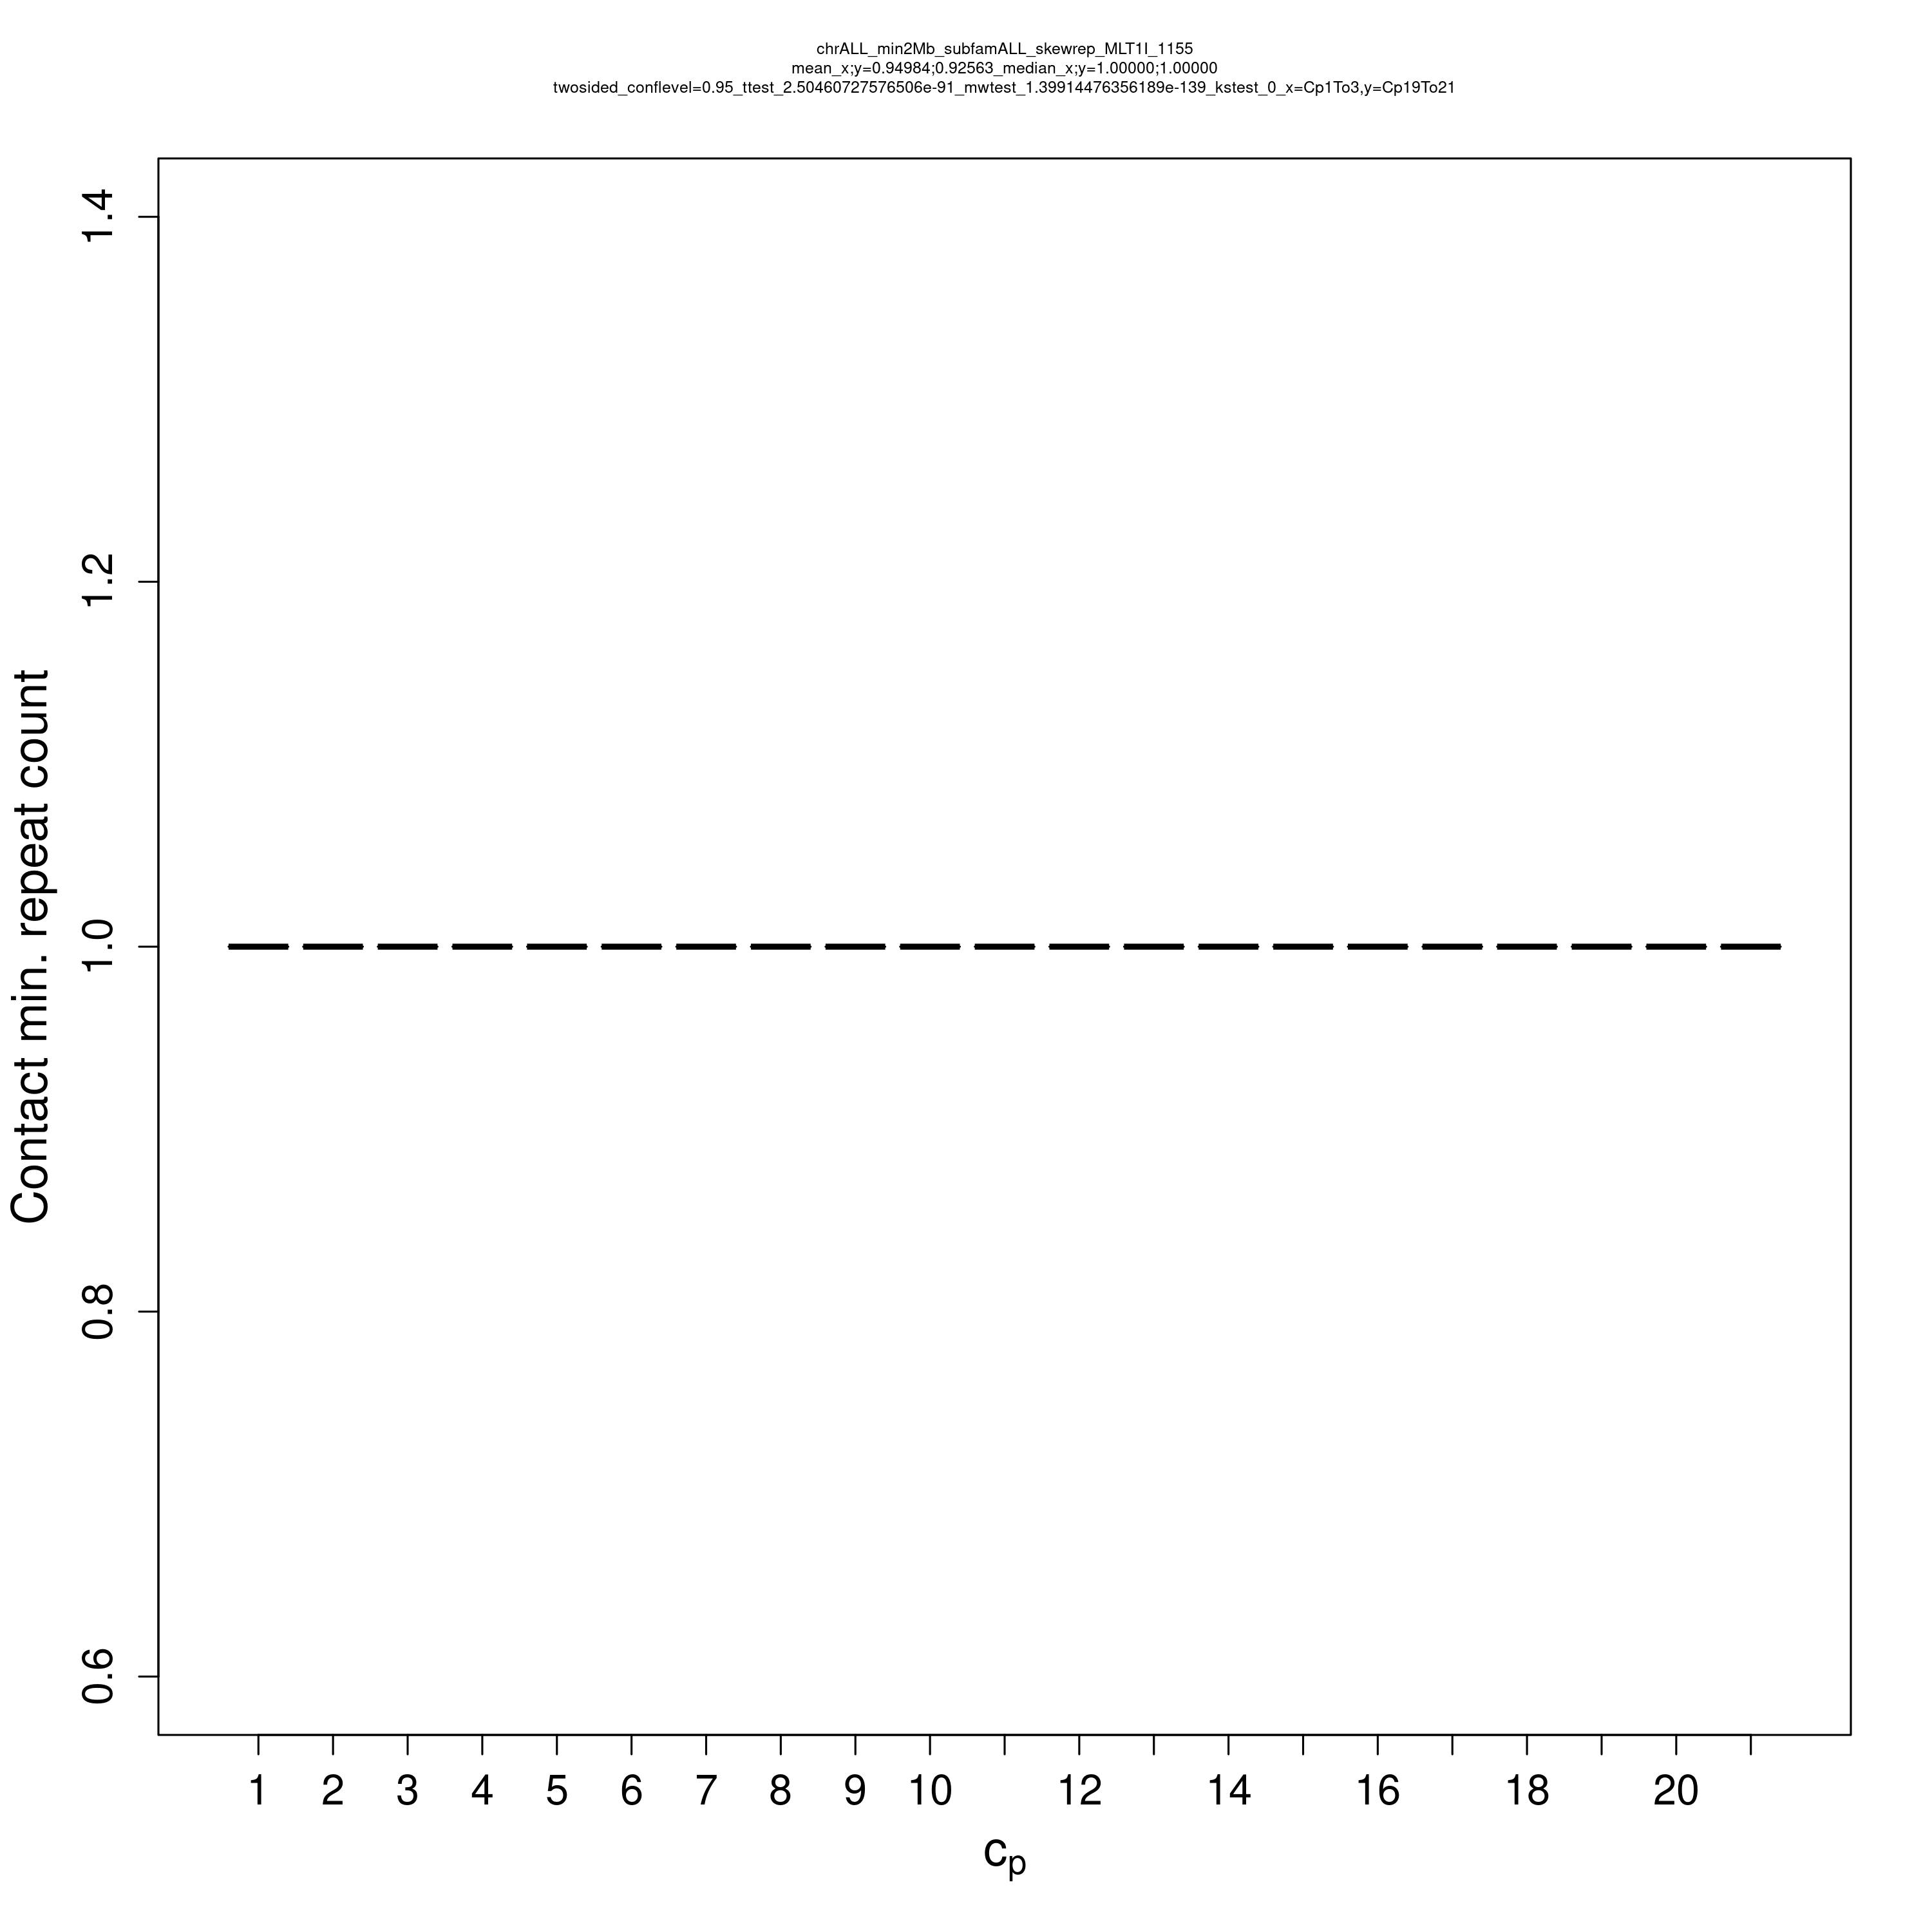 chrALL_min2Mb_subfamALL_skewrep_MLT1I_1155
mean_x;y=0.94984;0.92563_median_x;y=1.00000;1.00000
twosided_conflevel=0.95_ttest_2.50460727576506e-91_mwtest_1.39914476356189e-139_kstest_0_x=Cp1To3,y=Cp19To21
1.4
1.2
1.0
0.8
0.6
Contact min. repeat count
1 2 3 4 5 6 7 8 9 10 12 14 16 18 20
cp